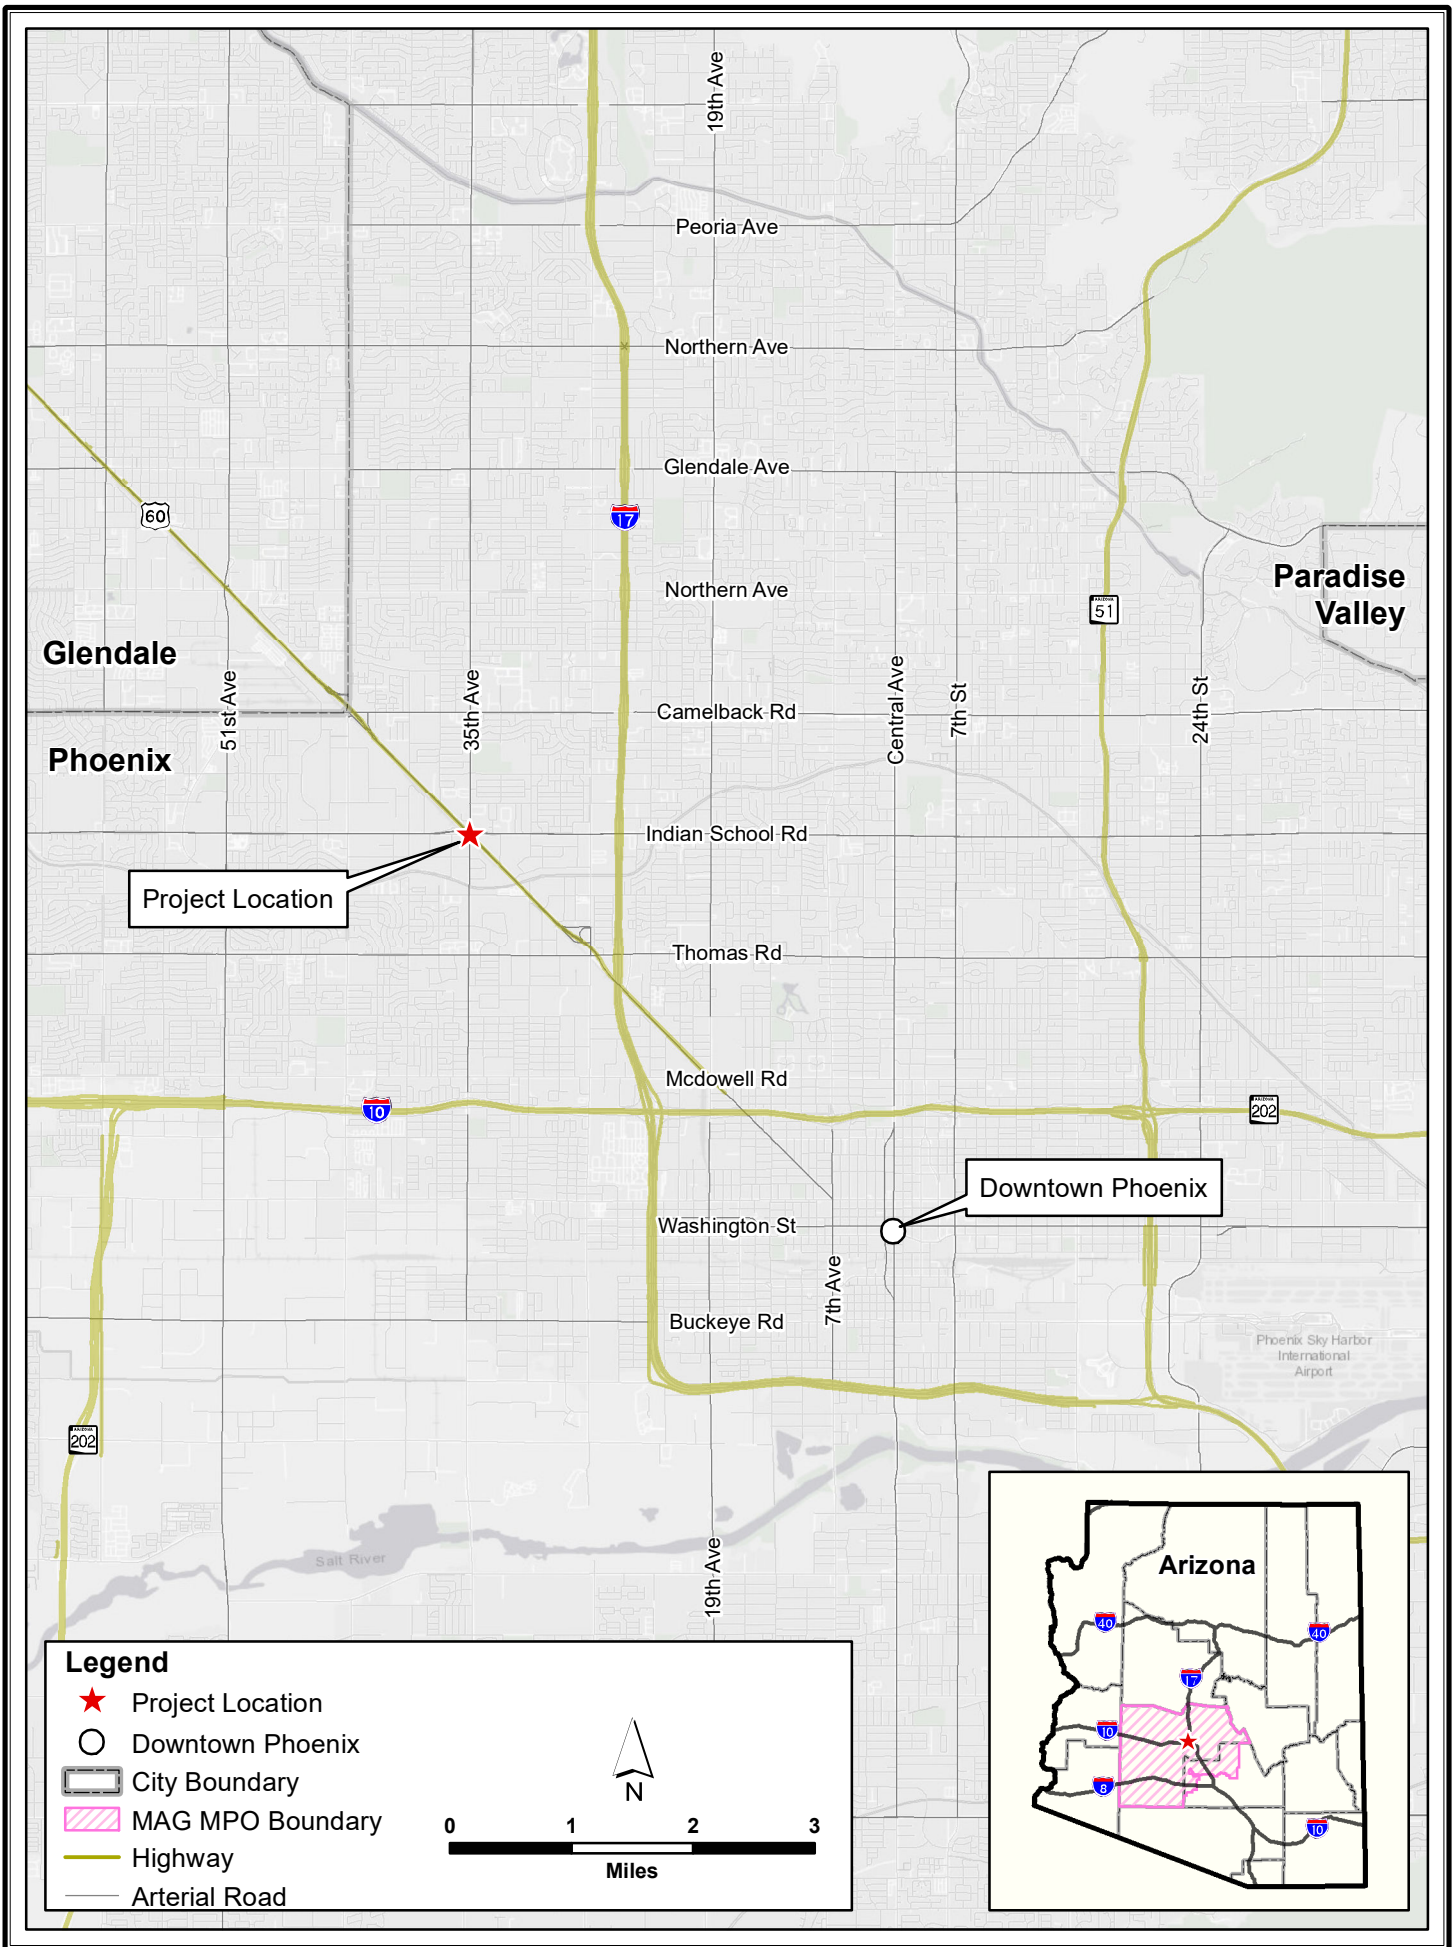 19th Ave
Peoria Ave
Northern Ave
Glendale Ave
60
17
Northern Ave
Paradise
Valley
ARIZONA
51
Glendale
51st Ave
35th Ave
Camelback Rd
Central Ave
7th St
24th St
Phoenix
Indian School Rd
Project Location
Thomas Rd
Mcdowell Rd
10
ARIZONA
202
Downtown Phoenix
Washington St
7th Ave
Buckeye Rd
Phoenix Sky Harbor
International
Airport
ARIZONA
202
Salt River
19th Ave
Arizona
40
40
17
10
8
10
Legend
Project Location
Downtown Phoenix
City Boundary
MAG MPO Boundary
Highway
Arterial Road
N
0 1 2 3
Miles